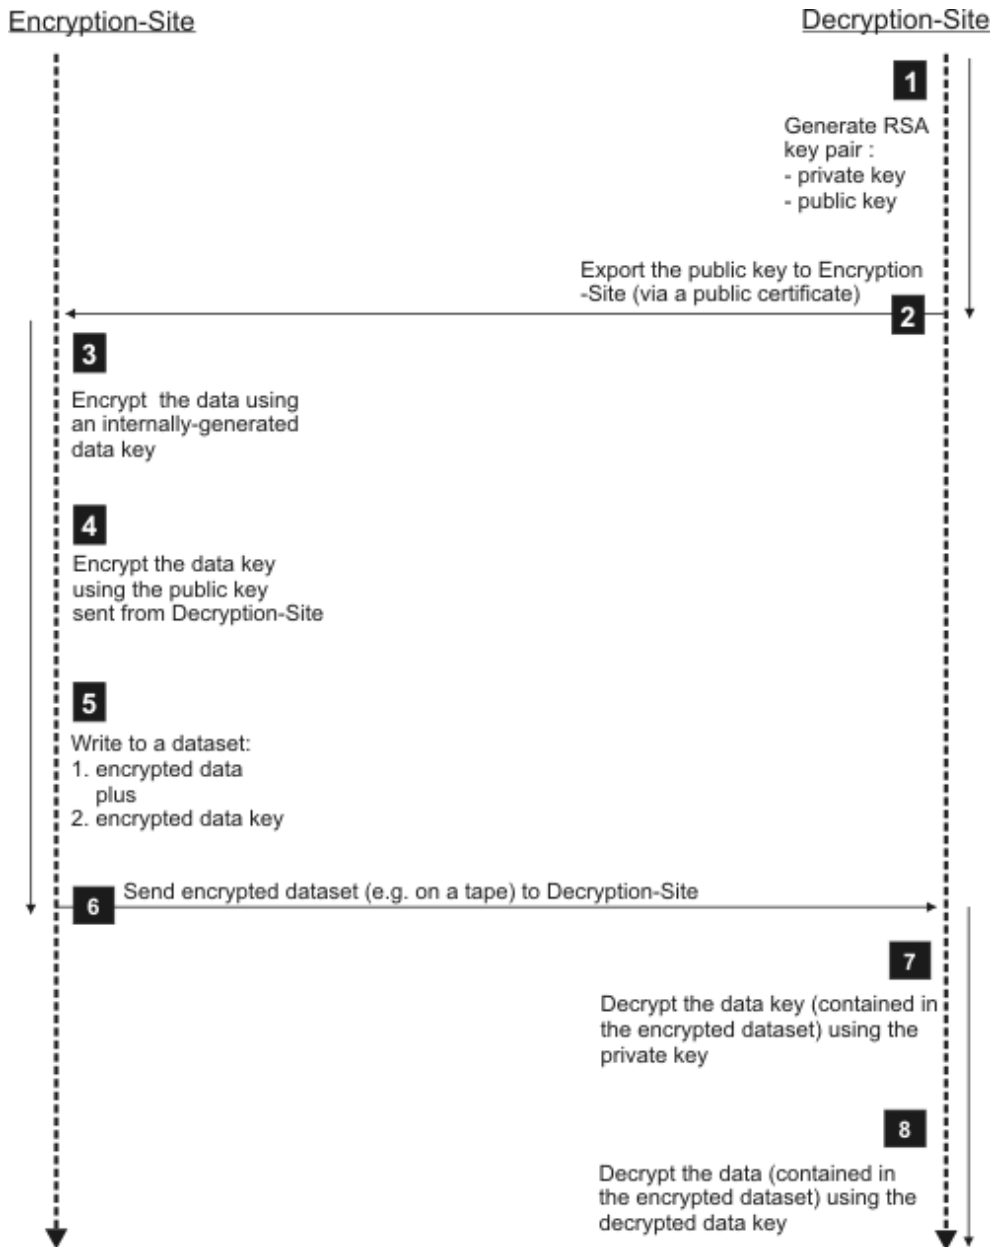 Encryption-Site
Decryption-Site
1
Generate RSA
key pair :
- private key
- public key
Export the public key to Encryption
-Site (via a public certificate)
2
3
Encrypt the data using
an internally-generated
data key
4
Encrypt the data key
using the public key
sent from Decryption-Site
5
Write to a dataset:
1. encrypted data
plus
2. encrypted data key
6
Send encrypted dataset (e.g. on a tape) to Decryption-Site
7
Decrypt the data key (contained in
the encrypted dataset) using the
private key
8
Decrypt the data (contained in
the encrypted dataset) using the
decrypted data key